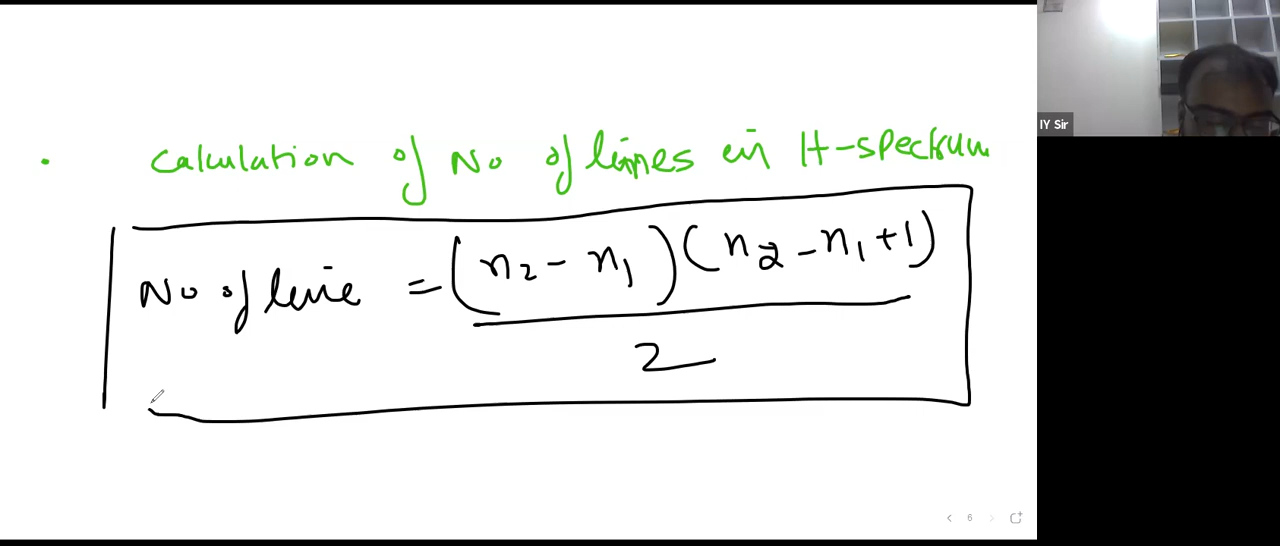 . Calculation of No of lines in H-spectrum
No of line = (n₂ - n₁)(n₂ - n₁ + 1)
2
IY Sir
6